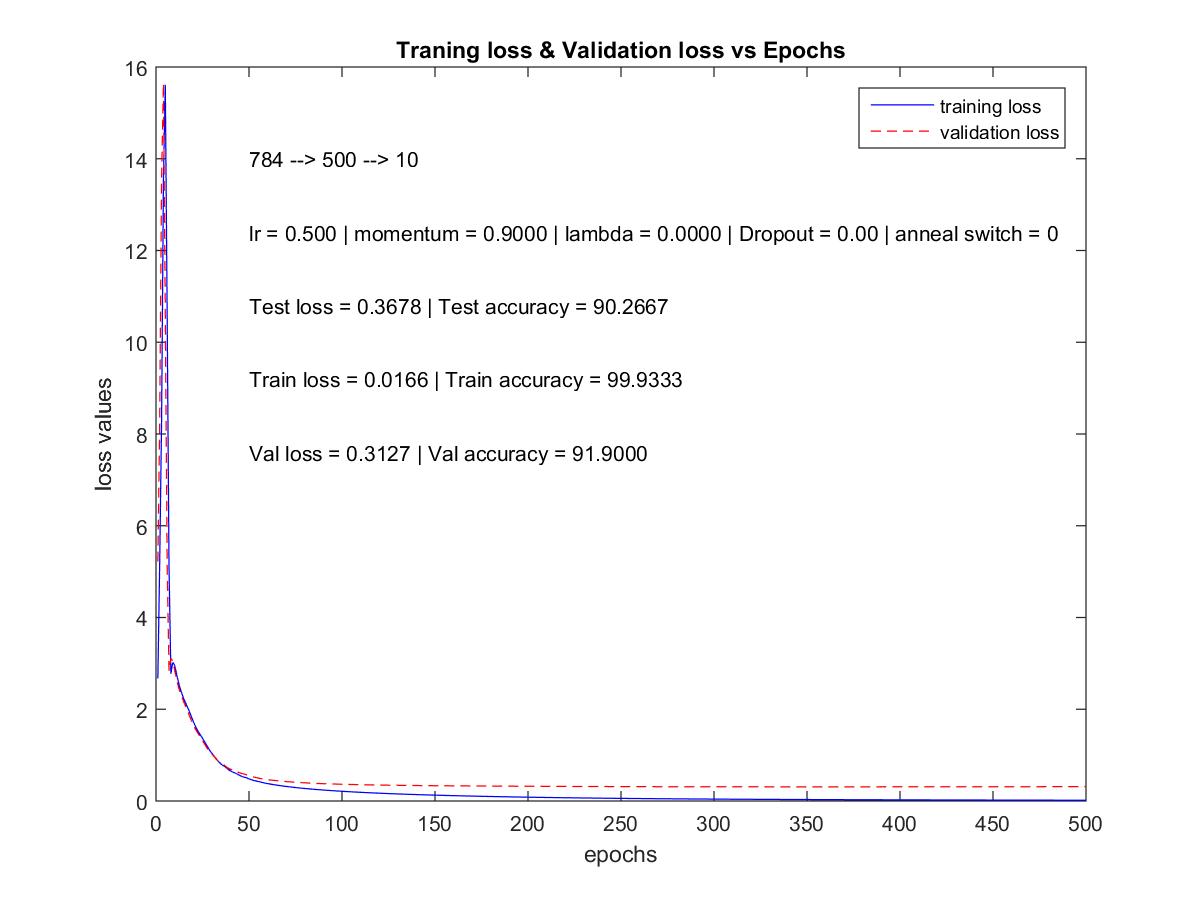 Traning loss & Validation loss vs Epochs
16
14
12
10
8
6
4
2
0
loss values
training loss
validation loss
784 --> 500 --> 10
lr = 0.500 | momentum = 0.9000 | lambda = 0.0000 | Dropout = 0.00 | anneal switch = 0
Test loss = 0.3678 | Test accuracy = 90.2667
Train loss = 0.0166 | Train accuracy = 99.9333
Val loss = 0.3127 | Val accuracy = 91.9000
0 50 100 150 200 250 300 350 400 450 500
epochs